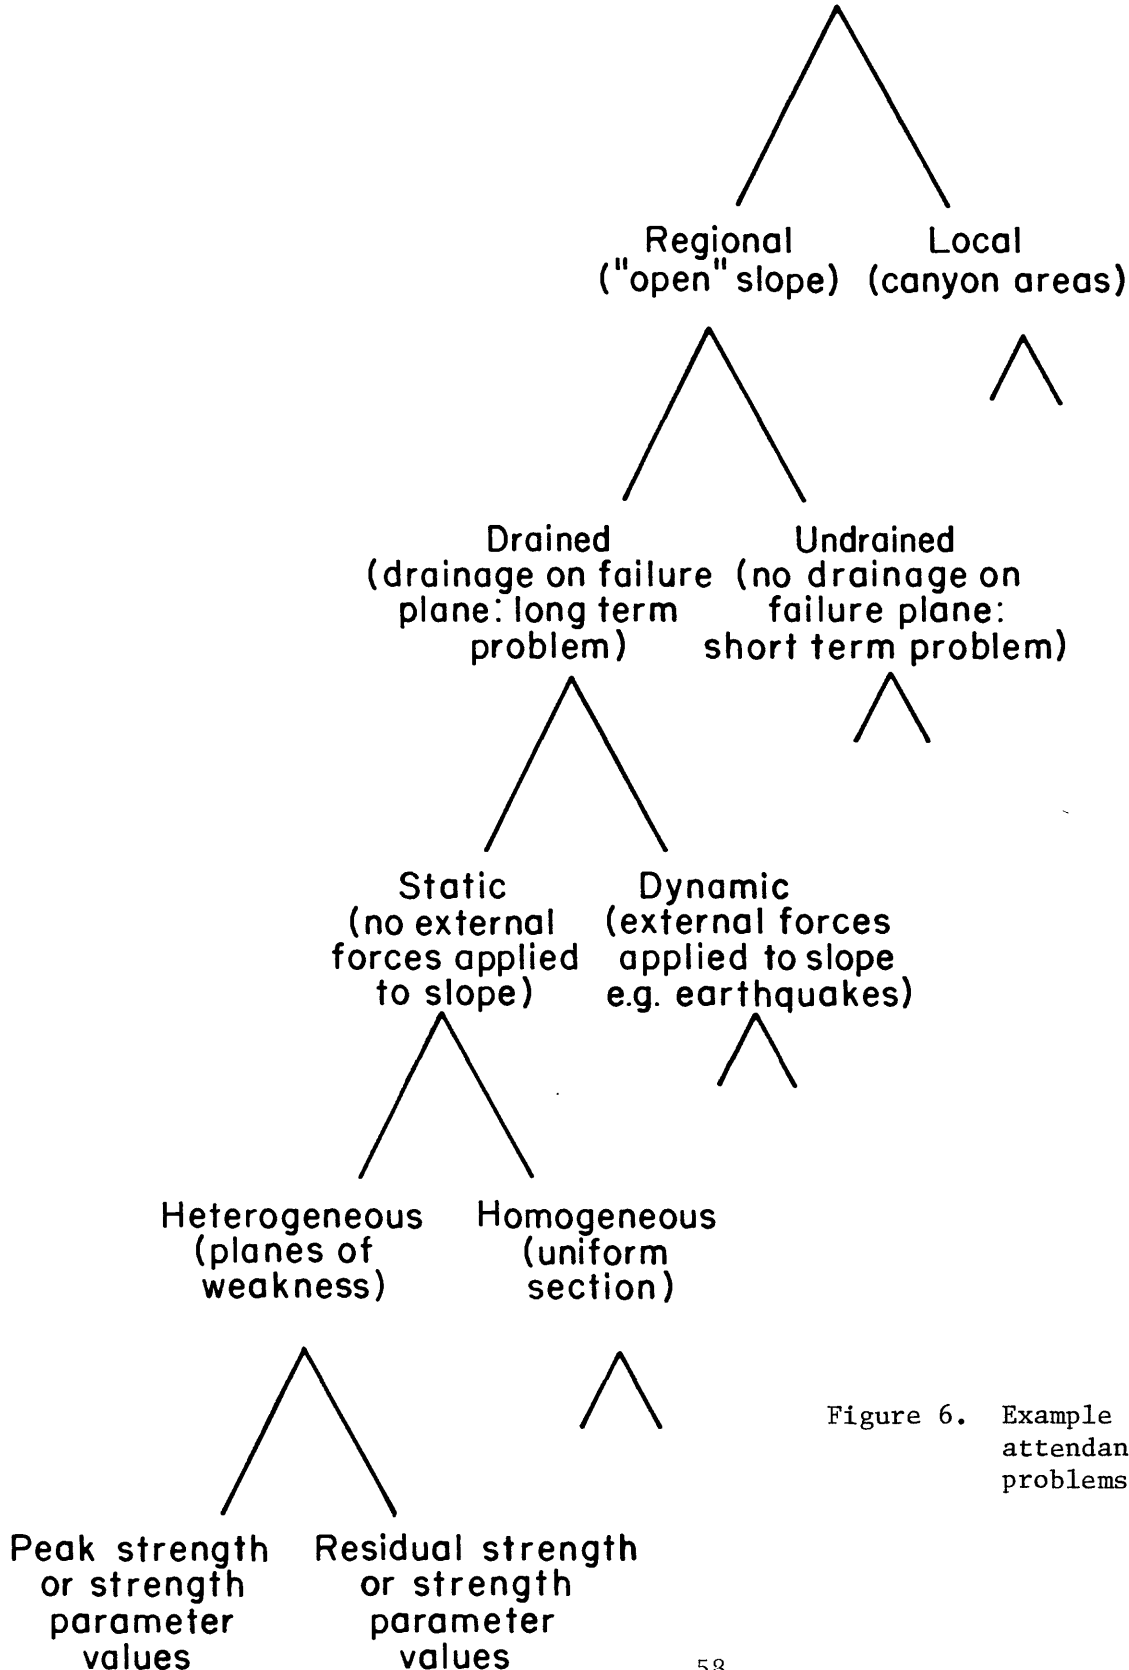 Regional
("open" slope)
Local
(canyon areas)
Drained
(drainage on failure
plane: long term
problem)
Undrained
(no drainage on
failure plane:
short term problem)
Static
(no external
forces applied
to slope)
Dynamic
(external forces
applied to slope
e.g. earthquakes)
Heterogeneous
(planes of
weakness)
Homogeneous
(uniform
section)
Peak strength
or strength
parameter
values
Residual strength
or strength
parameter
values
Figure 6. Example
attendan
problems
58